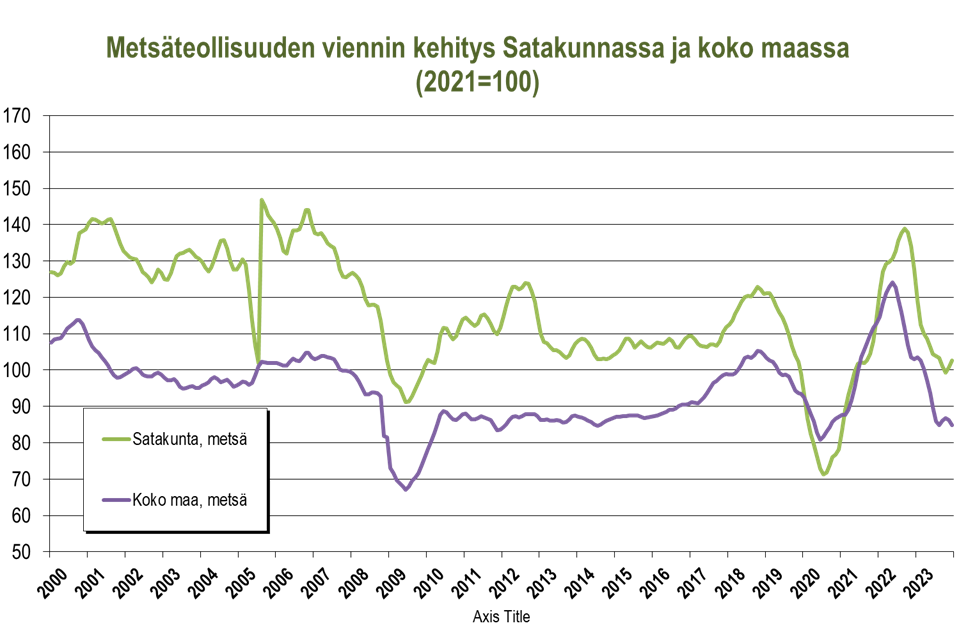 Metsäteollisuuden viennin kehitys Satakunnassa ja koko maassa
(2021=100)
170
160
150
140
130
120
110
100
90
80
70
60
50
Satakunta, metsä
Koko maa, metsä
2000 2001 2002 2003 2004 2005 2006 2007 2008 2009 2010 2011 2012 2013 2014 2015 2016 2017 2018 2019 2020 2021 2022 2023
Axis Title